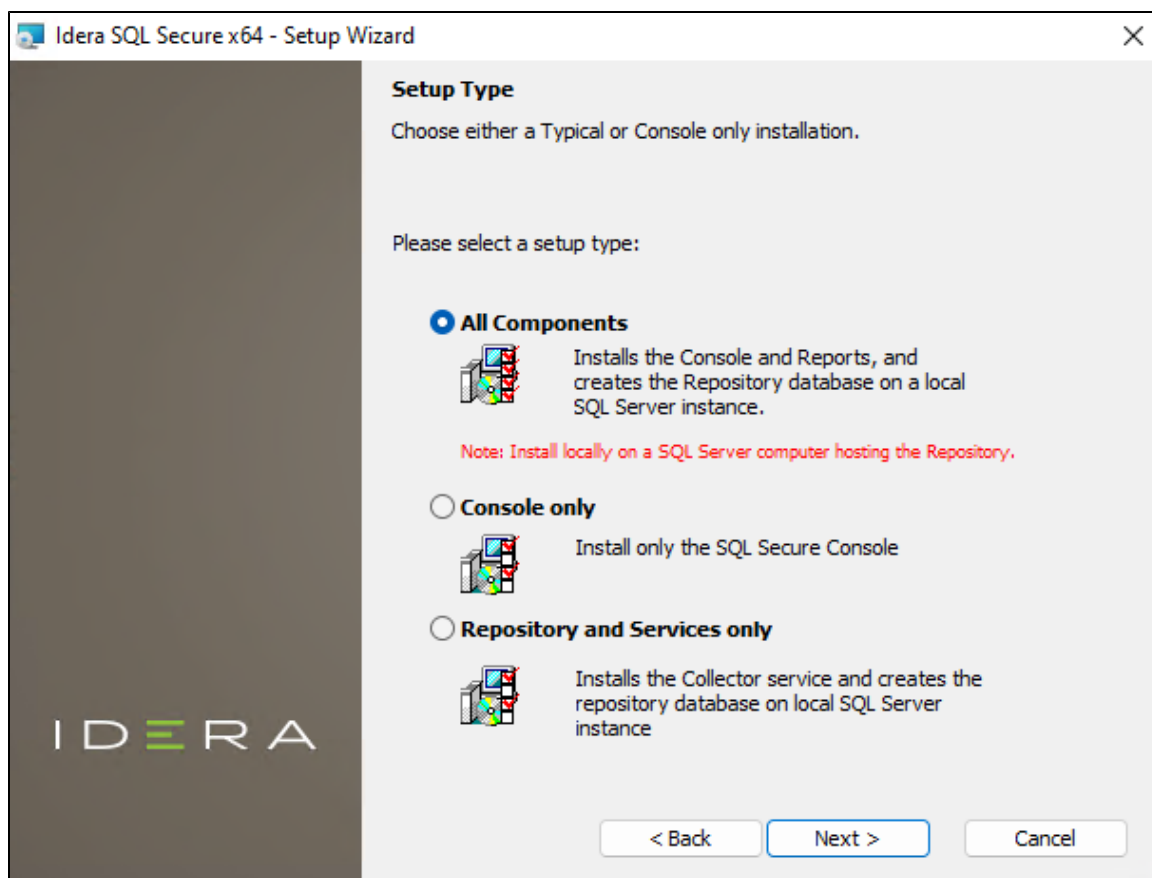 Idera SQL Secure x64 - Setup Wizard
Setup Type
Choose either a Typical or Console only installation.
Please select a setup type:
All Components
Installs the Console and Reports, and
creates the Repository database on a local
SQL Server instance.
Note: Install locally on a SQL Server computer hosting the Repository.
Console only
Install only the SQL Secure Console
Repository and Services only
Installs the Collector service and creates the
repository database on local SQL Server
instance
IDERA
< Back
Next >
Cancel